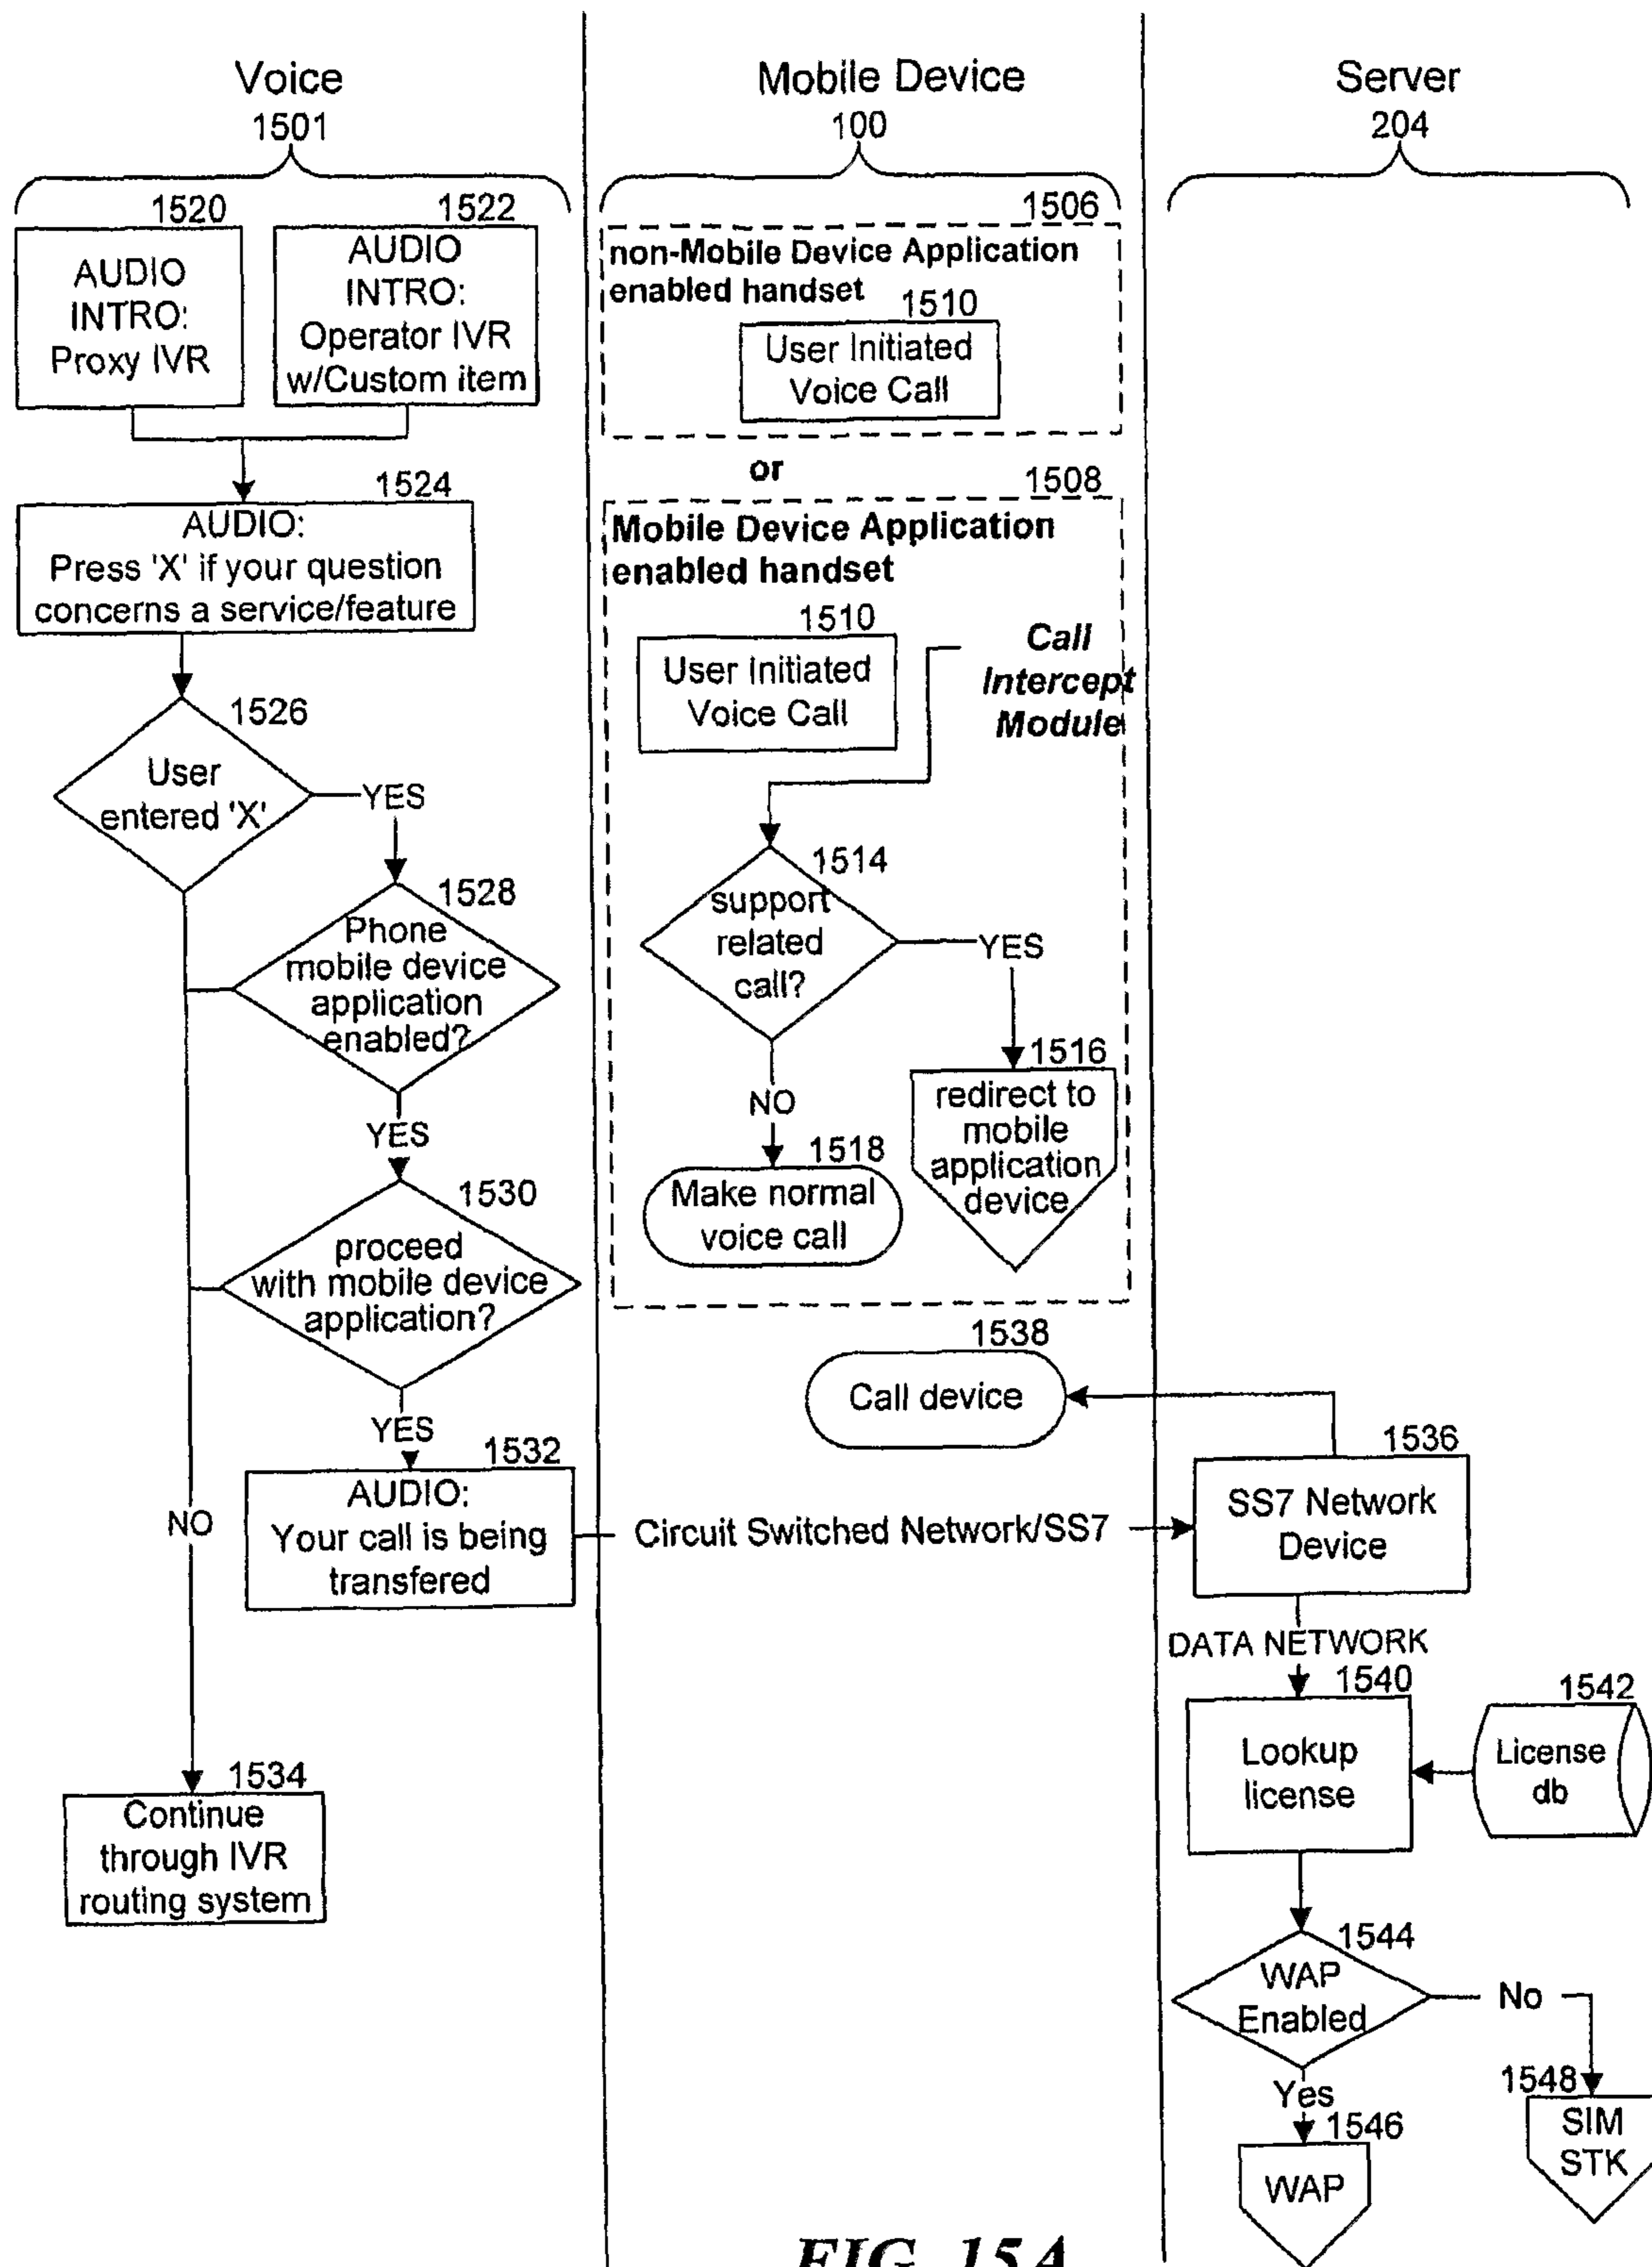 Voice
1501
1520
AUDIO
INTRO:
Proxy IVR
1522
AUDIO
INTRO:
Operator IVR
w/Custom item
1524
AUDIO:
Press 'X' if your question
concerns a service/feature
1526
User
entered 'X'
YES
1528
Phone
mobile device
application
enabled?
YES
1530
proceed
with mobile device
application?
YES
1532
AUDIO:
Your call is being
transfered
NO
1534
Continue
through IVR
routing system
Mobile Device
100
1506
non-Mobile Device Application
enabled handset
1510
User Initiated
Voice Call
or
1508
Mobile Device Application
enabled handset
1510
User Initiated
Voice Call
Call
Intercept
Module
1514
support
related
call?
YES
NO
1516
redirect to
mobile
application
device
1518
Make normal
voice call
1538
Call device
Circuit Switched Network/SS7
Server
204
1536
SS7 Network
Device
DATA NETWORK
1540
Lookup
license
1542
License
db
1544
WAP
Enabled
No
Yes
1546
WAP
1548
SIM
STK
FIG. 15A